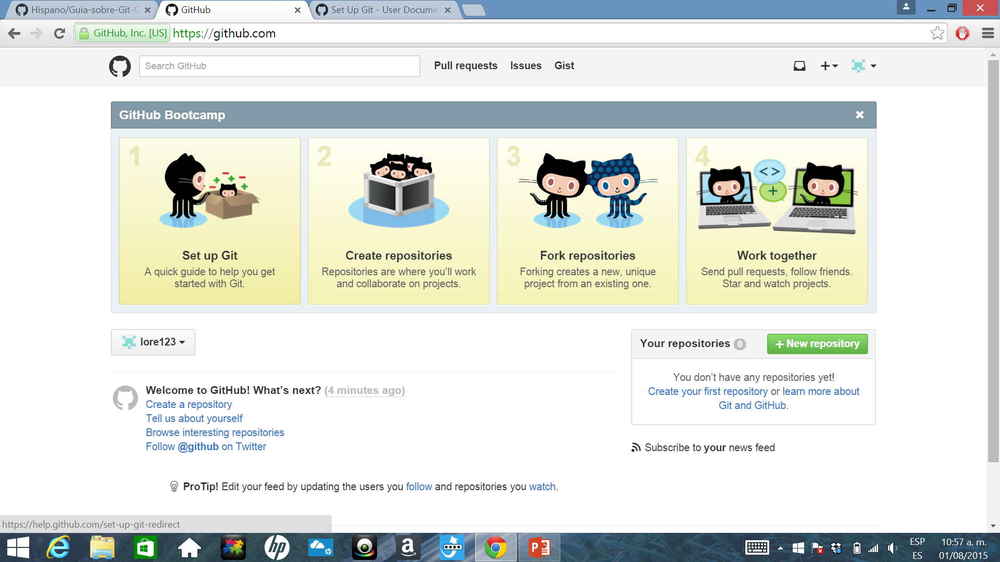 Hispano/Guia-sobre-Git-G
GitHub
Set Up Git - User Docume
GitHub, Inc. [US]
https://github.com
Search GitHub
Pull requests
Issues
Gist
GitHub Bootcamp
1
Set up Git
A quick guide to help you get
started with Git.
2
Create repositories
Repositories are where you’ll work
and collaborate on projects.
3
Fork repositories
Forking creates a new, unique
project from an existing one.
4
Work together
Send pull requests, follow friends.
Star and watch projects.
lore123
Your repositories 0
+ New repository
You don’t have any repositories yet!
Create your first repository or learn more about
Git and GitHub.
Welcome to GitHub! What’s next? (4 minutes ago)
Create a repository
Tell us about yourself
Browse interesting repositories
Follow @github on Twitter
Subscribe to your news feed
ProTip! Edit your feed by updating the users you follow and repositories you watch.
https://help.github.com/set-up-git-redirect
hp
hp
a
****
P
ESP
ES
10:57 a. m.
01/08/2015